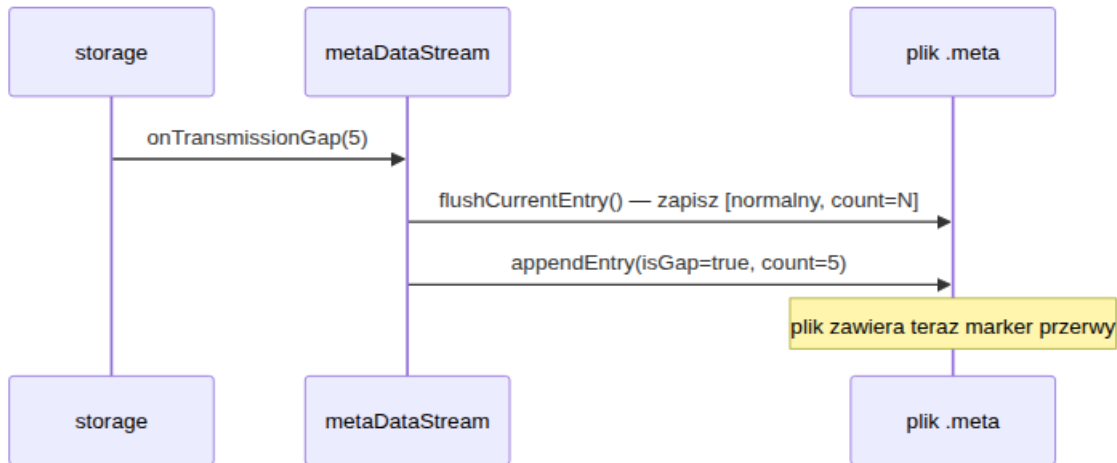 storage
metaDataStream
plik .meta
onTransmissionGap(5)
flushCurrentEntry() — zapisz [normalny, count=N]
appendEntry(isGap=true, count=5)
plik zawiera teraz marker przerwy
storage
metaDataStream
plik .meta